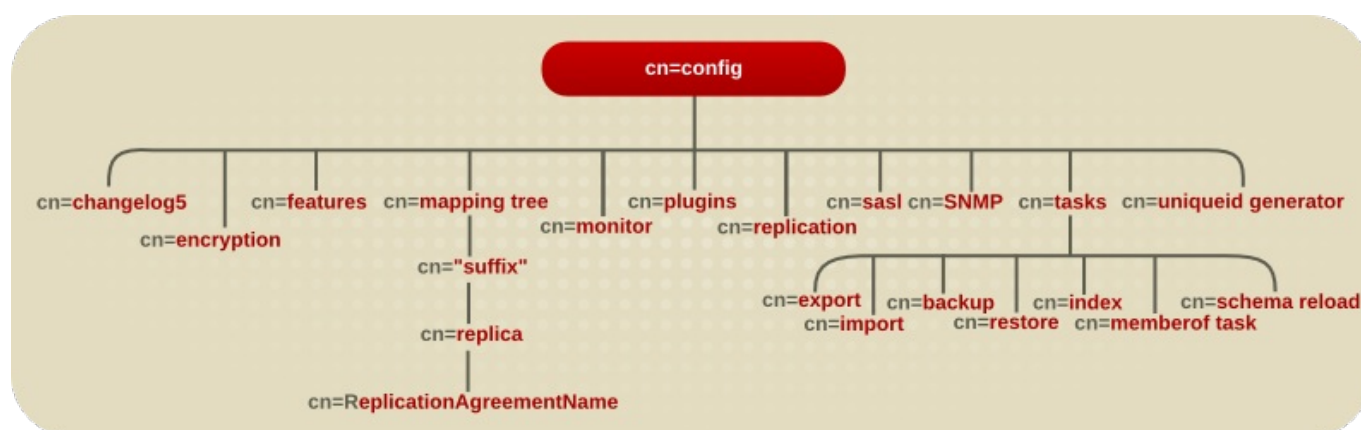 cn=config
cn=changelog5
cn=encryption
cn=features
cn=mapping tree
cn=monitor
cn=plugins
cn=replication
cn=sasl
cn=SNMP
cn=tasks
cn=uniqueid generator
cn="suffix"
cn=replica
cn=ReplicationAgreementName
cn=export
cn=import
cn=backup
cn=restore
cn=index
cn=memberof task
cn=schema reload